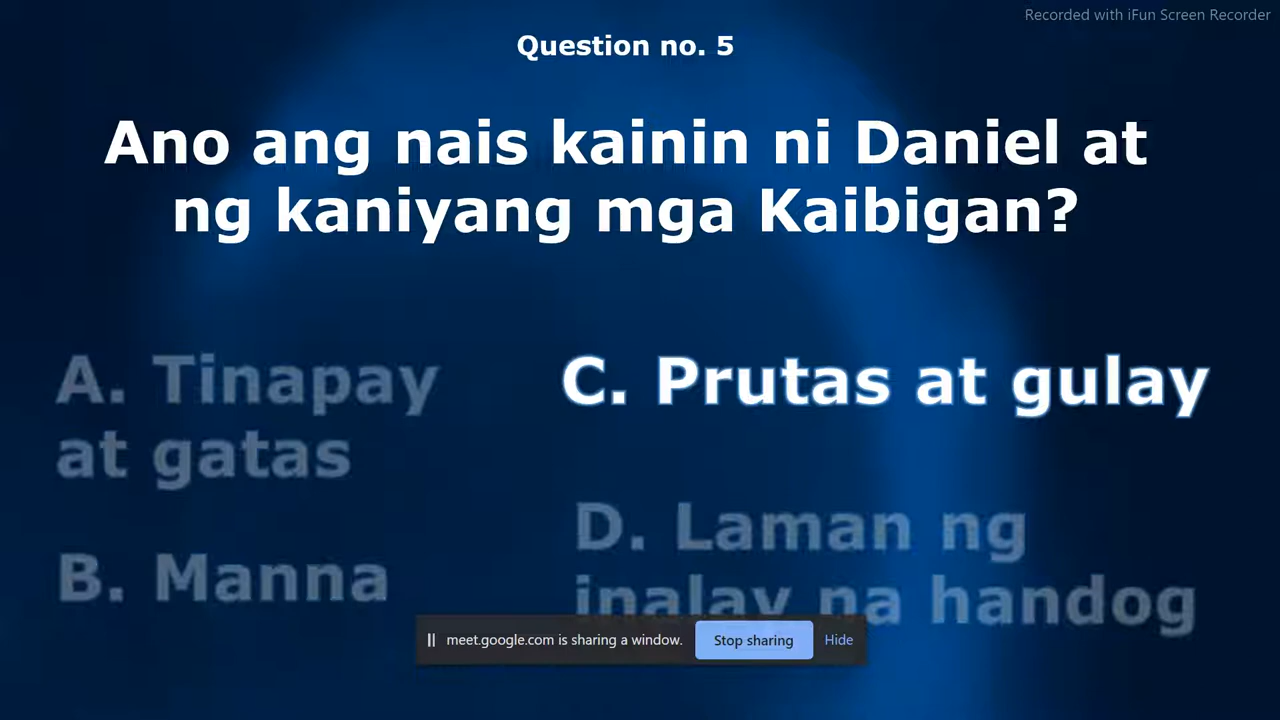 Recorded with iFun Screen Recorder
Question no. 5
Ano ang nais kainin ni Daniel at
ng kaniyang mga Kaibigan?
A. Tinapay
at gatas
B. Manna
C. Prutas at gulay
D. Laman ng
inalay na handog
meet.google.com is sharing a window.
Stop sharing
Hide